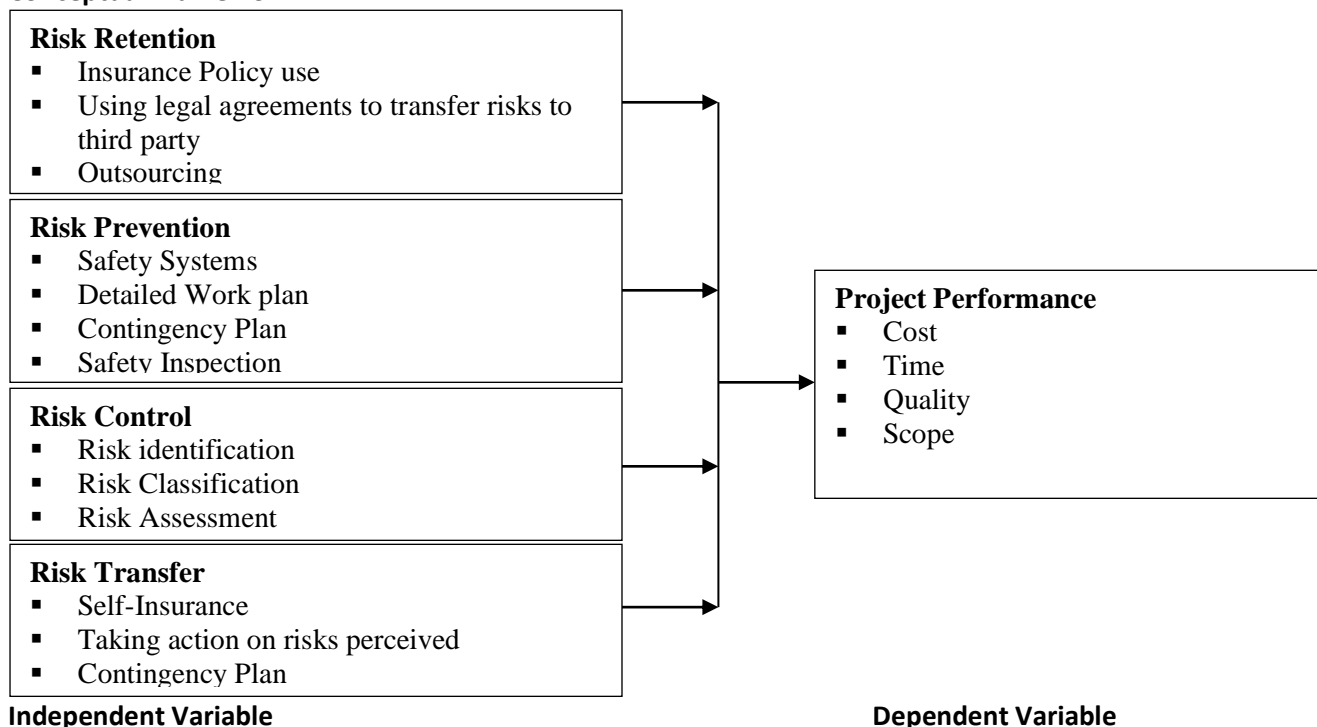 Risk Retention
▪ Insurance Policy use
▪ Using legal agreements to transfer risks to
third party
▪ Outsourcing
Risk Prevention
▪ Safety Systems
▪ Detailed Work plan
▪ Contingency Plan
▪ Safety Inspection
Risk Control
▪ Risk identification
▪ Risk Classification
▪ Risk Assessment
Risk Transfer
▪ Self-Insurance
▪ Taking action on risks perceived
▪ Contingency Plan
Independent Variable
Project Performance
▪ Cost
▪ Time
▪ Quality
▪ Scope
Dependent Variable